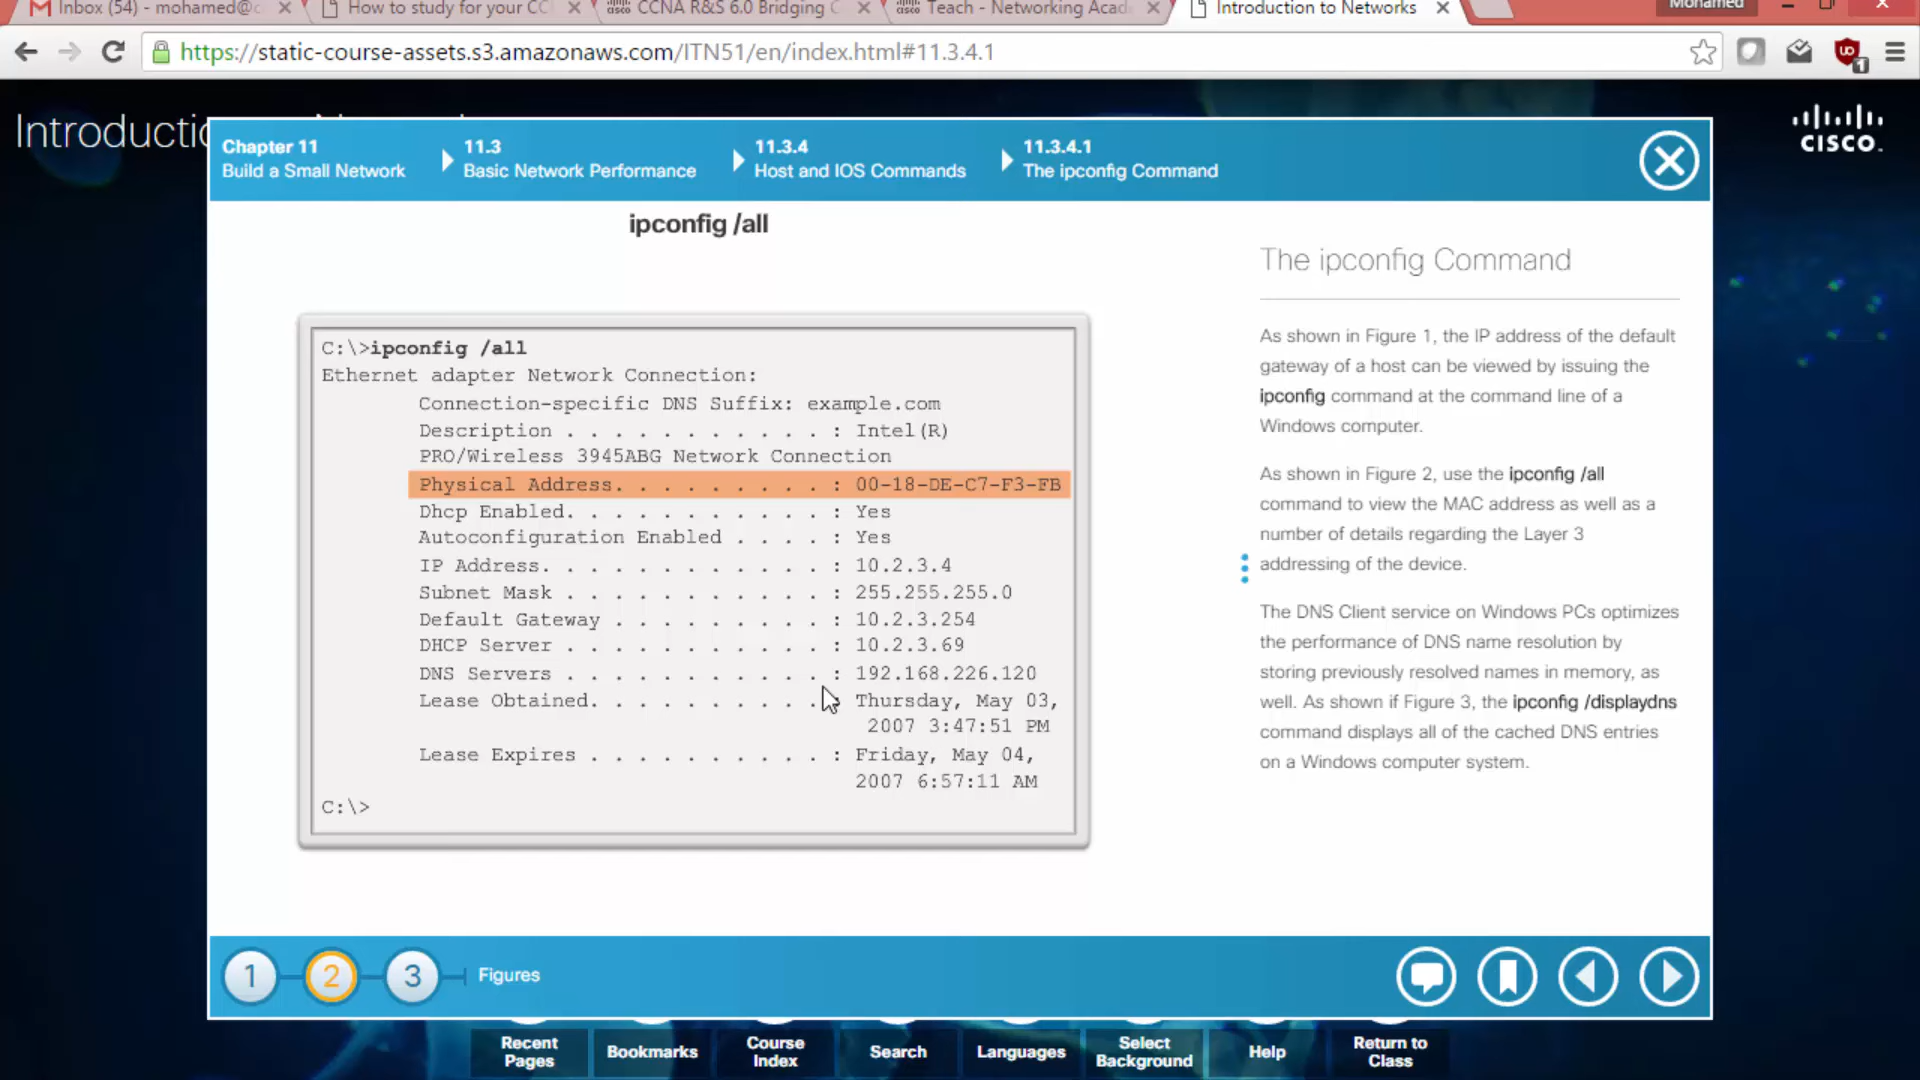 Inbox (54) - mohamed@c
How to study for your CC
CCNA R&S 6.0 Bridging C
Teach - Networking Acad
Introduction to Networks
Mohamed
https://static-course-assets.s3.amazonaws.com/ITN51/en/index.html#11.3.4.1
UD
1
CISCO
Chapter 11
Build a Small Network
11.3
Basic Network Performance
11.3.4
Host and IOS Commands
11.3.4.1
The ipconfig Command
ipconfig /all
C:\>ipconfig /all
Ethernet adapter Network Connection:
Connection-specific DNS Suffix: example.com
Description . . . . . . . . . . . : Intel(R)
PRO/Wireless 3945ABG Network Connection
Physical Address. . . . . . . . . : 00-18-DE-C7-F3-FB
Dhcp Enabled. . . . . . . . . . . : Yes
Autoconfiguration Enabled . . . . : Yes
IP Address. . . . . . . . . . . . : 10.2.3.4
Subnet Mask . . . . . . . . . . . : 255.255.255.0
Default Gateway . . . . . . . . . : 10.2.3.254
DHCP Server . . . . . . . . . . . : 10.2.3.69
DNS Servers . . . . . . . . . . . : 192.168.226.120
Lease Obtained. . . . . . . . . . : Thursday, May 03,
2007 3:47:51 PM
Lease Expires . . . . . . . . . . : Friday, May 04,
2007 6:57:11 AM
C:\>
The ipconfig Command
As shown in Figure 1, the IP address of the default
gateway of a host can be viewed by issuing the
ipconfig command at the command line of a
Windows computer.
As shown in Figure 2, use the ipconfig /all
command to view the MAC address as well as a
number of details regarding the Layer 3
addressing of the device.
The DNS Client service on Windows PCs optimizes
the performance of DNS name resolution by
storing previously resolved names in memory, as
well. As shown if Figure 3, the ipconfig /displaydns
command displays all of the cached DNS entries
on a Windows computer system.
1
2
3
Figures
Recent
Pages
Bookmarks
Course
Index
Search
Languages
Select
Background
Help
Return to
Class